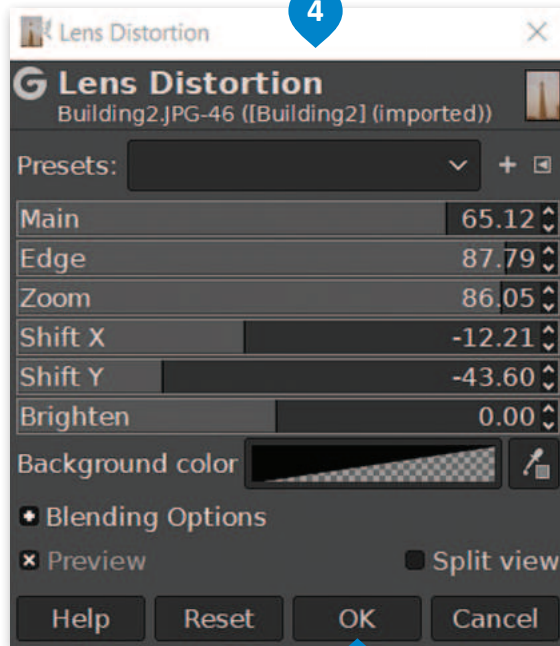 4
Lens Distortion
Lens Distortion
Building2.JPG-46 ([Building2] (imported))
Presets:
Main 65.12
Edge 87.79
Zoom 86.05
Shift X -12.21
Shift Y -43.60
Brighten 0.00
Background color
Blending Options
Preview Split view
Help Reset OK Cancel